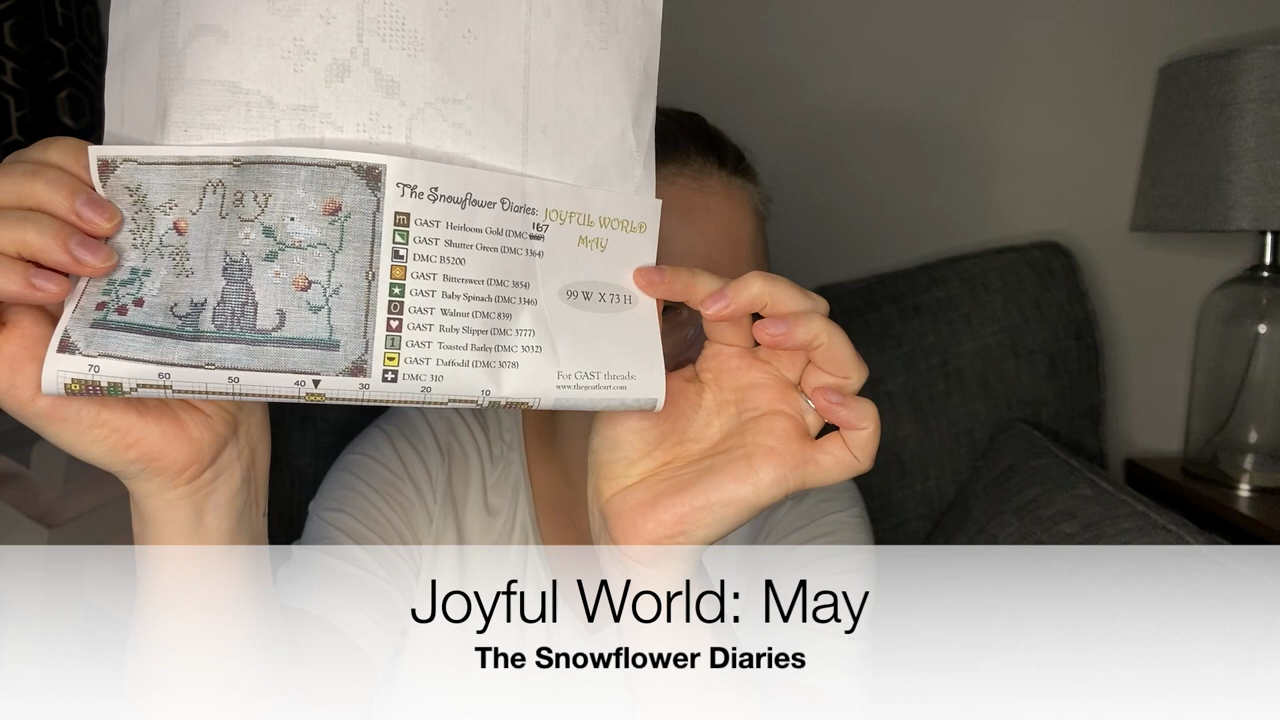 May
The Snowflower Diaries:
JOYFUL WORLD
MAY
m GAST Heirloom Gold (DMC 167
GAST Shutter Green (DMC 3364)
DMC B5200
GAST Bittersweet (DMC 3854)
GAST Baby Spinach (DMC 3346)
O GAST Walnut (DMC 839)
GAST Ruby Slipper (DMC 3777)
1 GAST Toasted Barley (DMC 3032)
GAST Daffodil (DMC 3078)
DMC 310
99 W X 73 H
For GAST threads:
www.thegentleart.com
70 60 50 40 30 20 10
Joyful World: May
The Snowflower Diaries